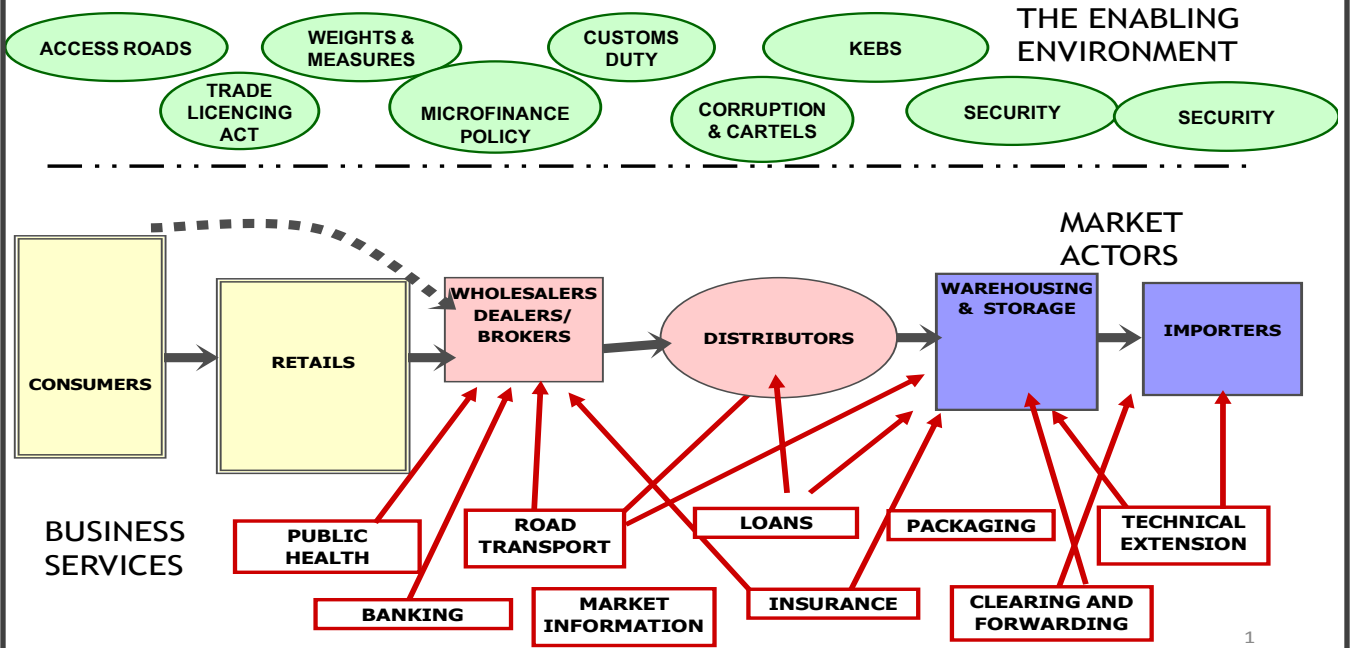 THE ENABLING
ENVIRONMENT
ACCESS ROADS
WEIGHTS &
MEASURES
CUSTOMS
DUTY
KEBS
TRADE
LICENCING
ACT
MICROFINANCE
POLICY
CORRUPTION
& CARTELS
SECURITY
SECURITY
MARKET
ACTORS
CONSUMERS
RETAILS
WHOLESALERS
DEALERS/
BROKERS
DISTRIBUTORS
WAREHOUSING
& STORAGE
IMPORTERS
BUSINESS
SERVICES
PUBLIC
HEALTH
ROAD
TRANSPORT
LOANS
PACKAGING
TECHNICAL
EXTENSION
BANKING
MARKET
INFORMATION
INSURANCE
CLEARING AND
FORWARDING
1